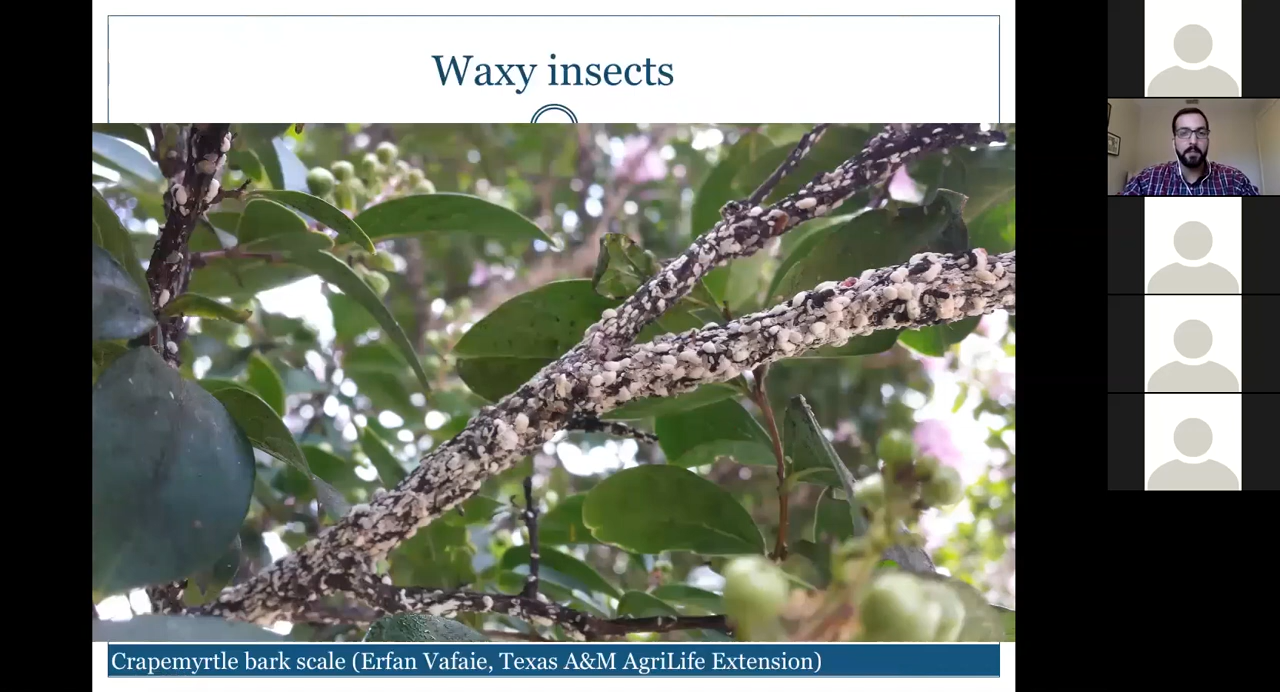 Waxy insects
Crapemyrtle bark scale (Erfan Vafaie, Texas A&M AgriLife Extension)